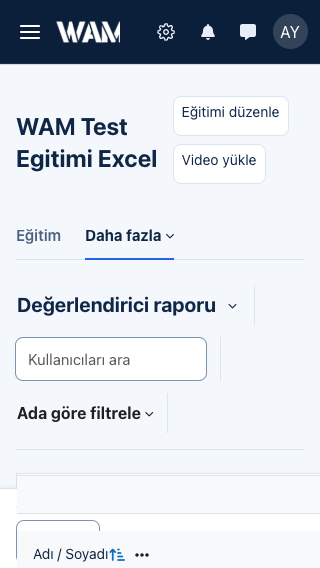 WAM
AY
WAM Test
Egitimi Excel
Eğitimi düzenle
Video yükle
Eğitim
Daha fazla
Değerlendirici raporu
Kullanıcıları ara
Ada göre filtrele
Adı / Soyadı